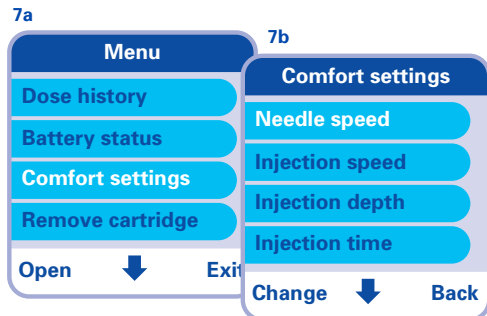 7a
Menu
Dose history
Battery status
Comfort settings
Remove cartridge
Open Exit
7b
Comfort settings
Needle speed
Injection speed
Injection depth
Injection time
Change Back